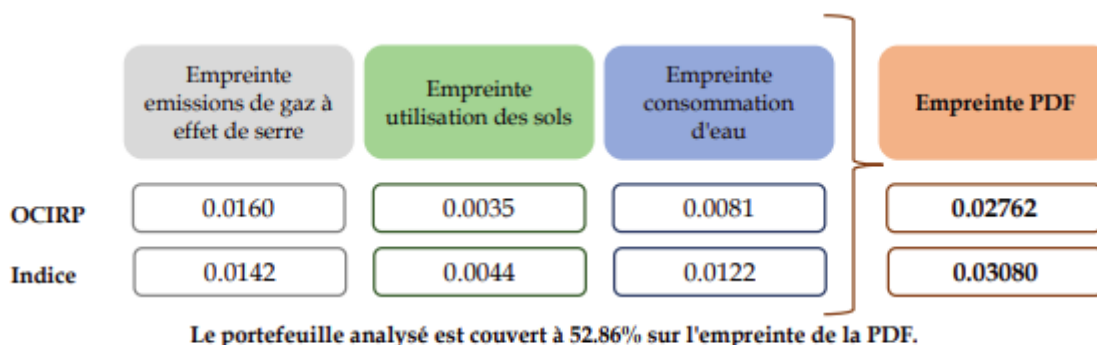 Empreinte
emissions de gaz à
effet de serre
Empreinte
utilisation des sols
Empreinte
consommation
d'eau
Empreinte PDF
OCIRP
0.0160
0.0035
0.0081
0.02762
Indice
0.0142
0.0044
0.0122
0.03080
Le portefeuille analysé est couvert à 52.86% sur l'empreinte de la PDF.